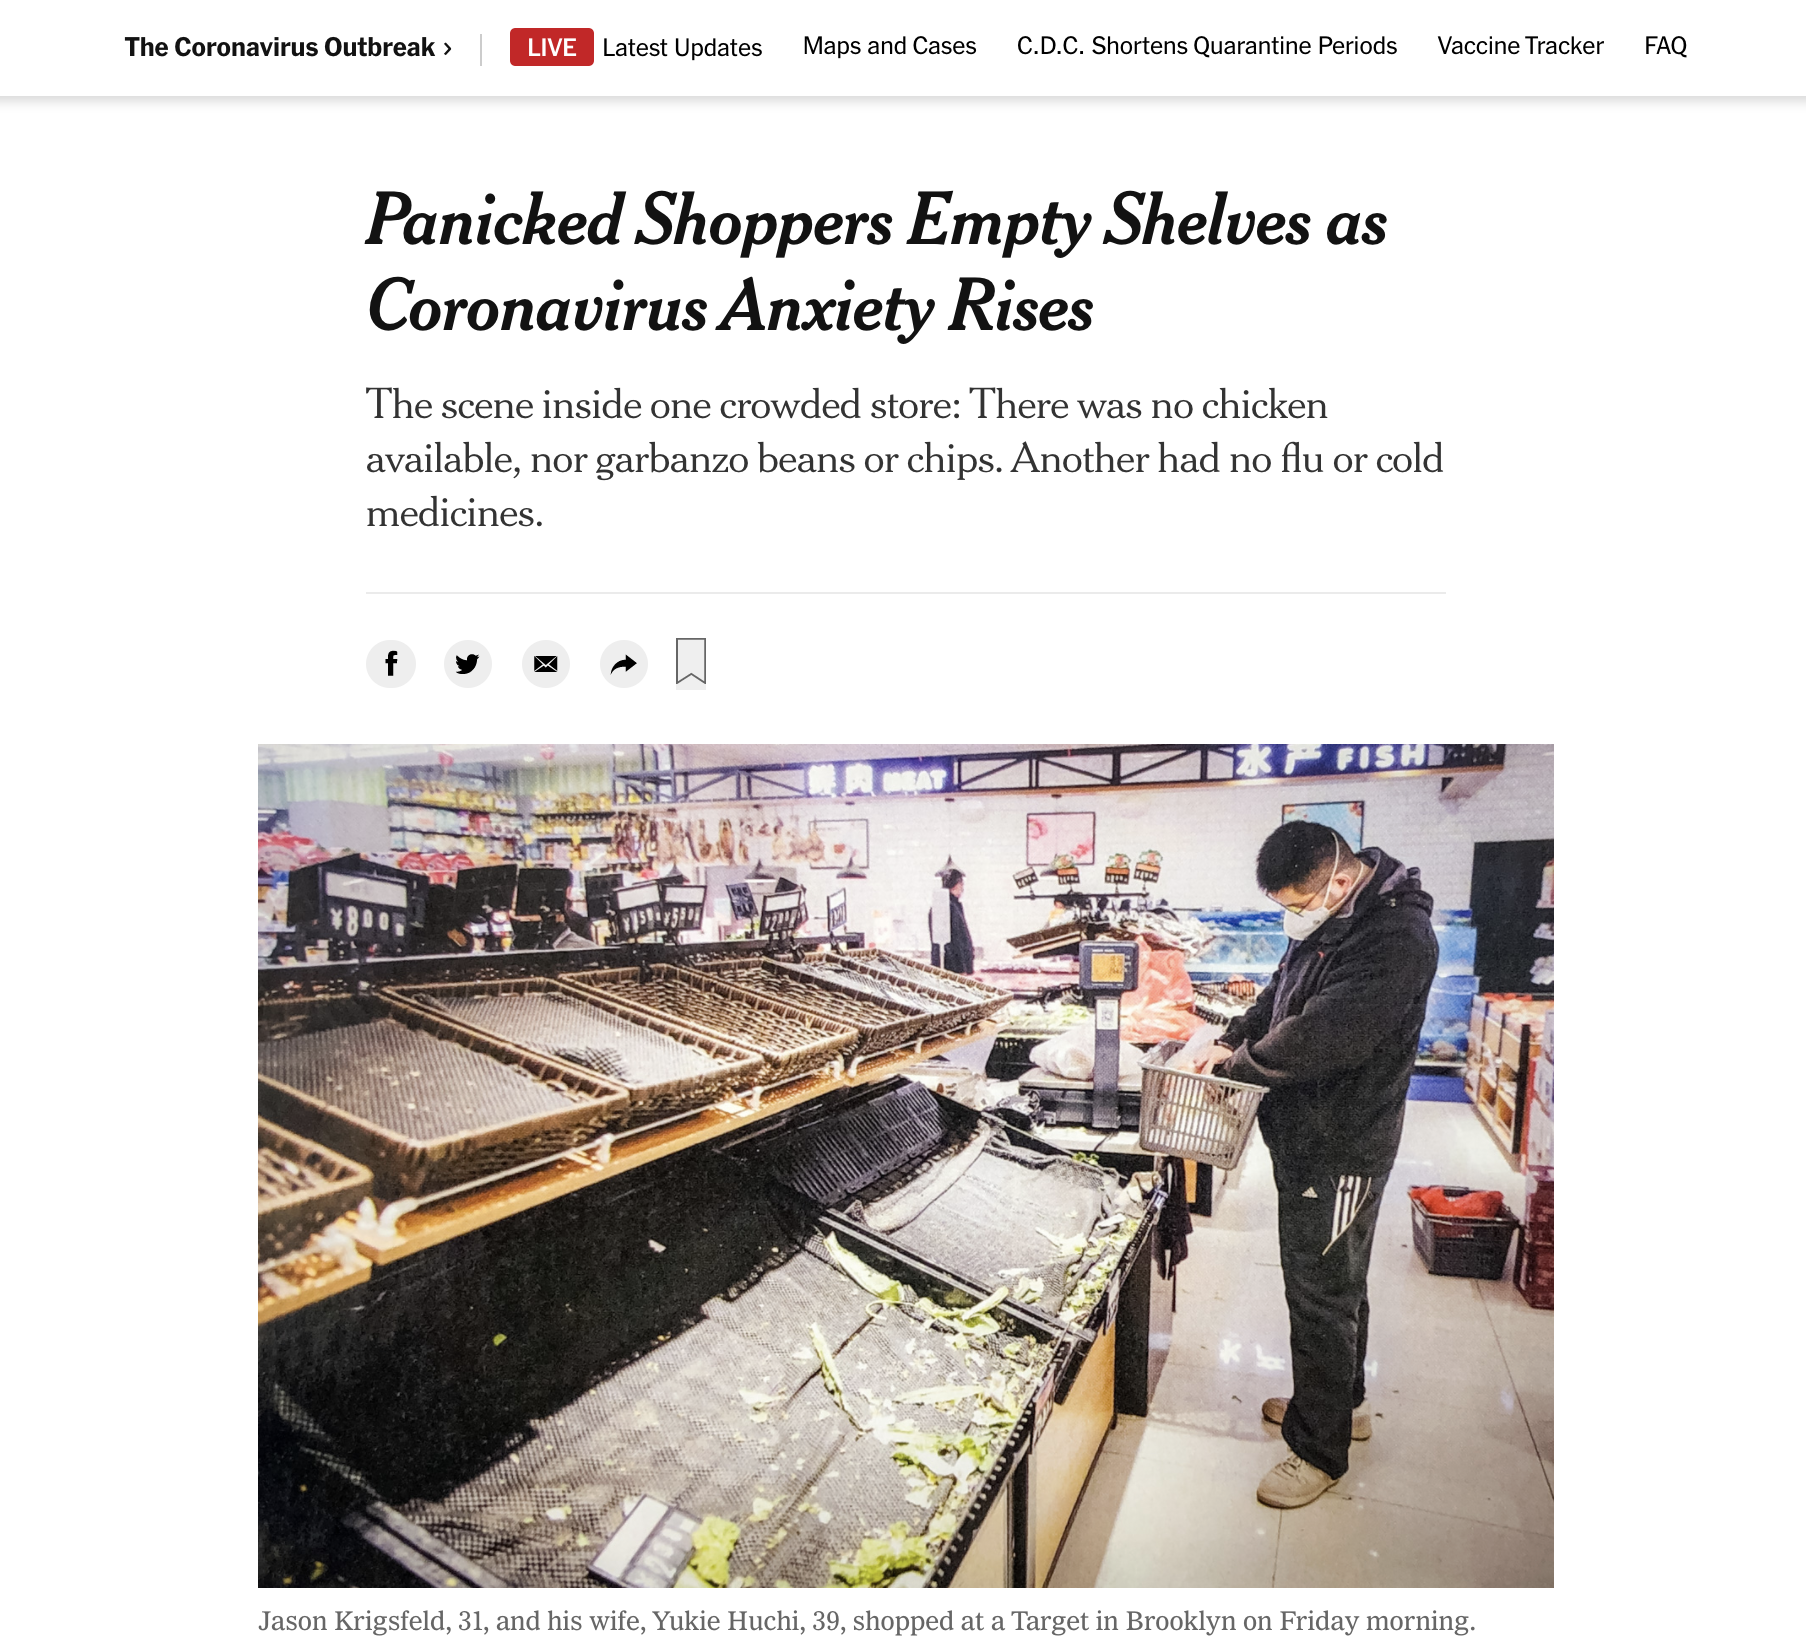 The Coronavirus Outbreak ›
LIVE Latest Updates
Maps and Cases
C.D.C. Shortens Quarantine Periods
Vaccine Tracker
FAQ
Panicked Shoppers Empty Shelves as
Coronavirus Anxiety Rises
The scene inside one crowded store: There was no chicken
available, nor garbanzo beans or chips. Another had no flu or cold
medicines.
鲜肉 MEAT
水产 FISH
Jason Krigsfeld, 31, and his wife, Yukie Huchi, 39, shopped at a Target in Brooklyn on Friday morning.